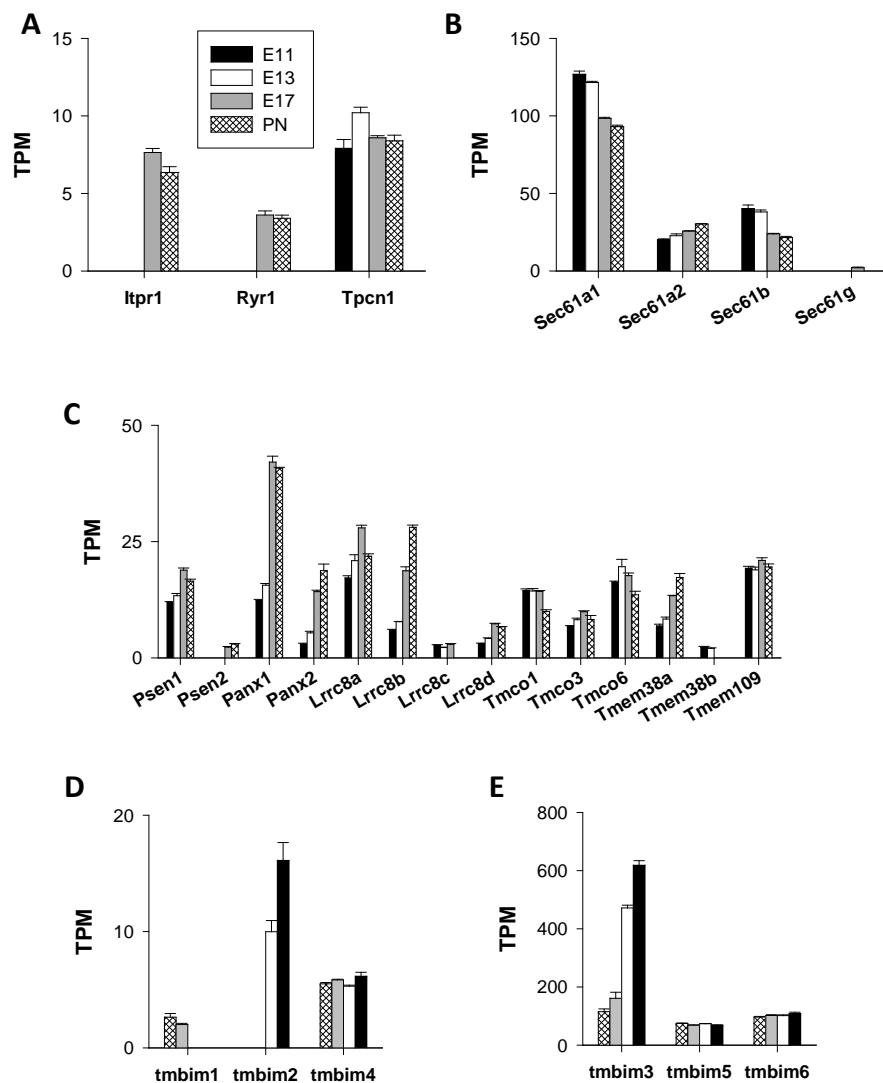 A
TPM
15
10
5
0
E11
E13
E17
PN
Itpr1 Ryr1 Tpcn1
B
TPM
150
100
50
0
Sec61a1 Sec61a2 Sec61b Sec61g
C
TPM
50
25
0
Psen1 Psen2 Panx1 Panx2 Lrrc8a Lrrc8b Lrrc8c Lrrc8d Tmco1 Tmco3 Tmco6 Tmem38a Tmem38b Tmem109
D
TPM
20
10
0
tmbim1 tmbim2 tmbim4
E
TPM
800
600
400
200
0
tmbim3 tmbim5 tmbim6